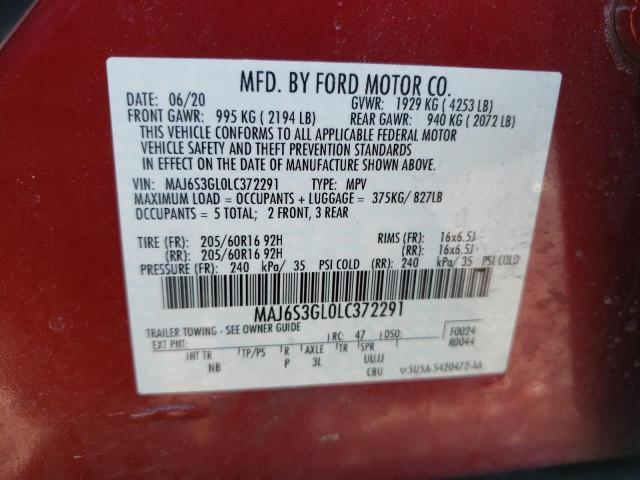 MFD. BY FORD MOTOR CO.
DATE: 06/20 GVWR: 1929 KG ( 4253 LB)
FRONT GAWR: 995 KG ( 2194 LB) REAR GAWR: 940 KG ( 2072 LB)
THIS VEHICLE CONFORMS TO ALL APPLICABLE FEDERAL MOTOR
VEHICLE SAFETY AND THEFT PREVENTION STANDARDS
IN EFFECT ON THE DATE OF MANUFACTURE SHOWN ABOVE.
VIN: MAJ6S3GL0LC372291 TYPE: MPV
MAXIMUM LOAD = OCCUPANTS + LUGGAGE = 375KG/ 827LB
OCCUPANTS = 5 TOTAL; 2 FRONT, 3 REAR
TIRE (FR): 205/60R16 92H RIMS (FR): 16x6.5J
(RR): 205/60R16 92H (RR): 16x6.5J
PRESSURE (FR): 240 kPa/ 35 PSI COLD (RR): 240 kPa/ 35 PSI COLD
MAJ6S3GL0LC372291
TRAILER TOWING - SEE OWNER GUIDE
EXT PNT: RC: 47 DSO: F0024
R0044
INT TR TP/PS R AXLE TR SPR
NB P 3L UUJJ
CBU 5U5A-5420472-AA